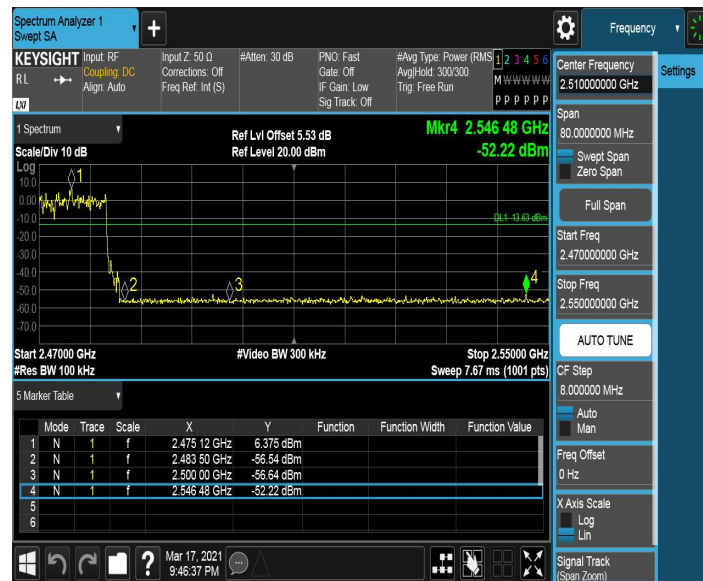 Spectrum Analyzer 1
Swept SA
+
Frequency
KEYSIGHT
RL
LXI
Input: RF
Coupling: DC
Align: Auto
Input Z: 50 Ω
Corrections: Off
Freq Ref: Int (S)
#Atten: 30 dB
PNO: Fast
Gate: Off
IF Gain: Low
Sig Track: Off
#Avg Type: Power (RMS
Avg|Hold: 300/300
Trig: Free Run
1 2 3 4 5 6
M W W W W W
P P P P P P
Center Frequency
2.510000000 GHz
Settings
Span
80.0000000 MHz
Swept Span
Zero Span
Full Span
Start Freq
2.470000000 GHz
Stop Freq
2.550000000 GHz
AUTO TUNE
CF Step
8.000000 MHz
Auto
Man
Freq Offset
0 Hz
X Axis Scale
Log
Lin
Signal Track
(Span Zoom)
1 Spectrum
Scale/Div 10 dB
Ref Lvl Offset 5.53 dB
Ref Level 20.00 dBm
Mkr4 2.546 48 GHz
-52.22 dBm
Log
10.0
0.00
-10.0
-20.0
-30.0
-40.0
-50.0
-60.0
-70.0
1
2
3
4
DL1 -13.63 dBm
Start 2.47000 GHz
#Res BW 100 kHz
#Video BW 300 kHz
Stop 2.55000 GHz
Sweep 7.67 ms (1001 pts)
5 Marker Table
Mode Trace Scale X Y Function Function Width Function Value
1 N 1 f 2.475 12 GHz 6.375 dBm
2 N 1 f 2.483 50 GHz -56.54 dBm
3 N 1 f 2.500 00 GHz -56.64 dBm
4 N 1 f 2.546 48 GHz -52.22 dBm
5
6
?
Mar 17, 2021
9:46:37 PM